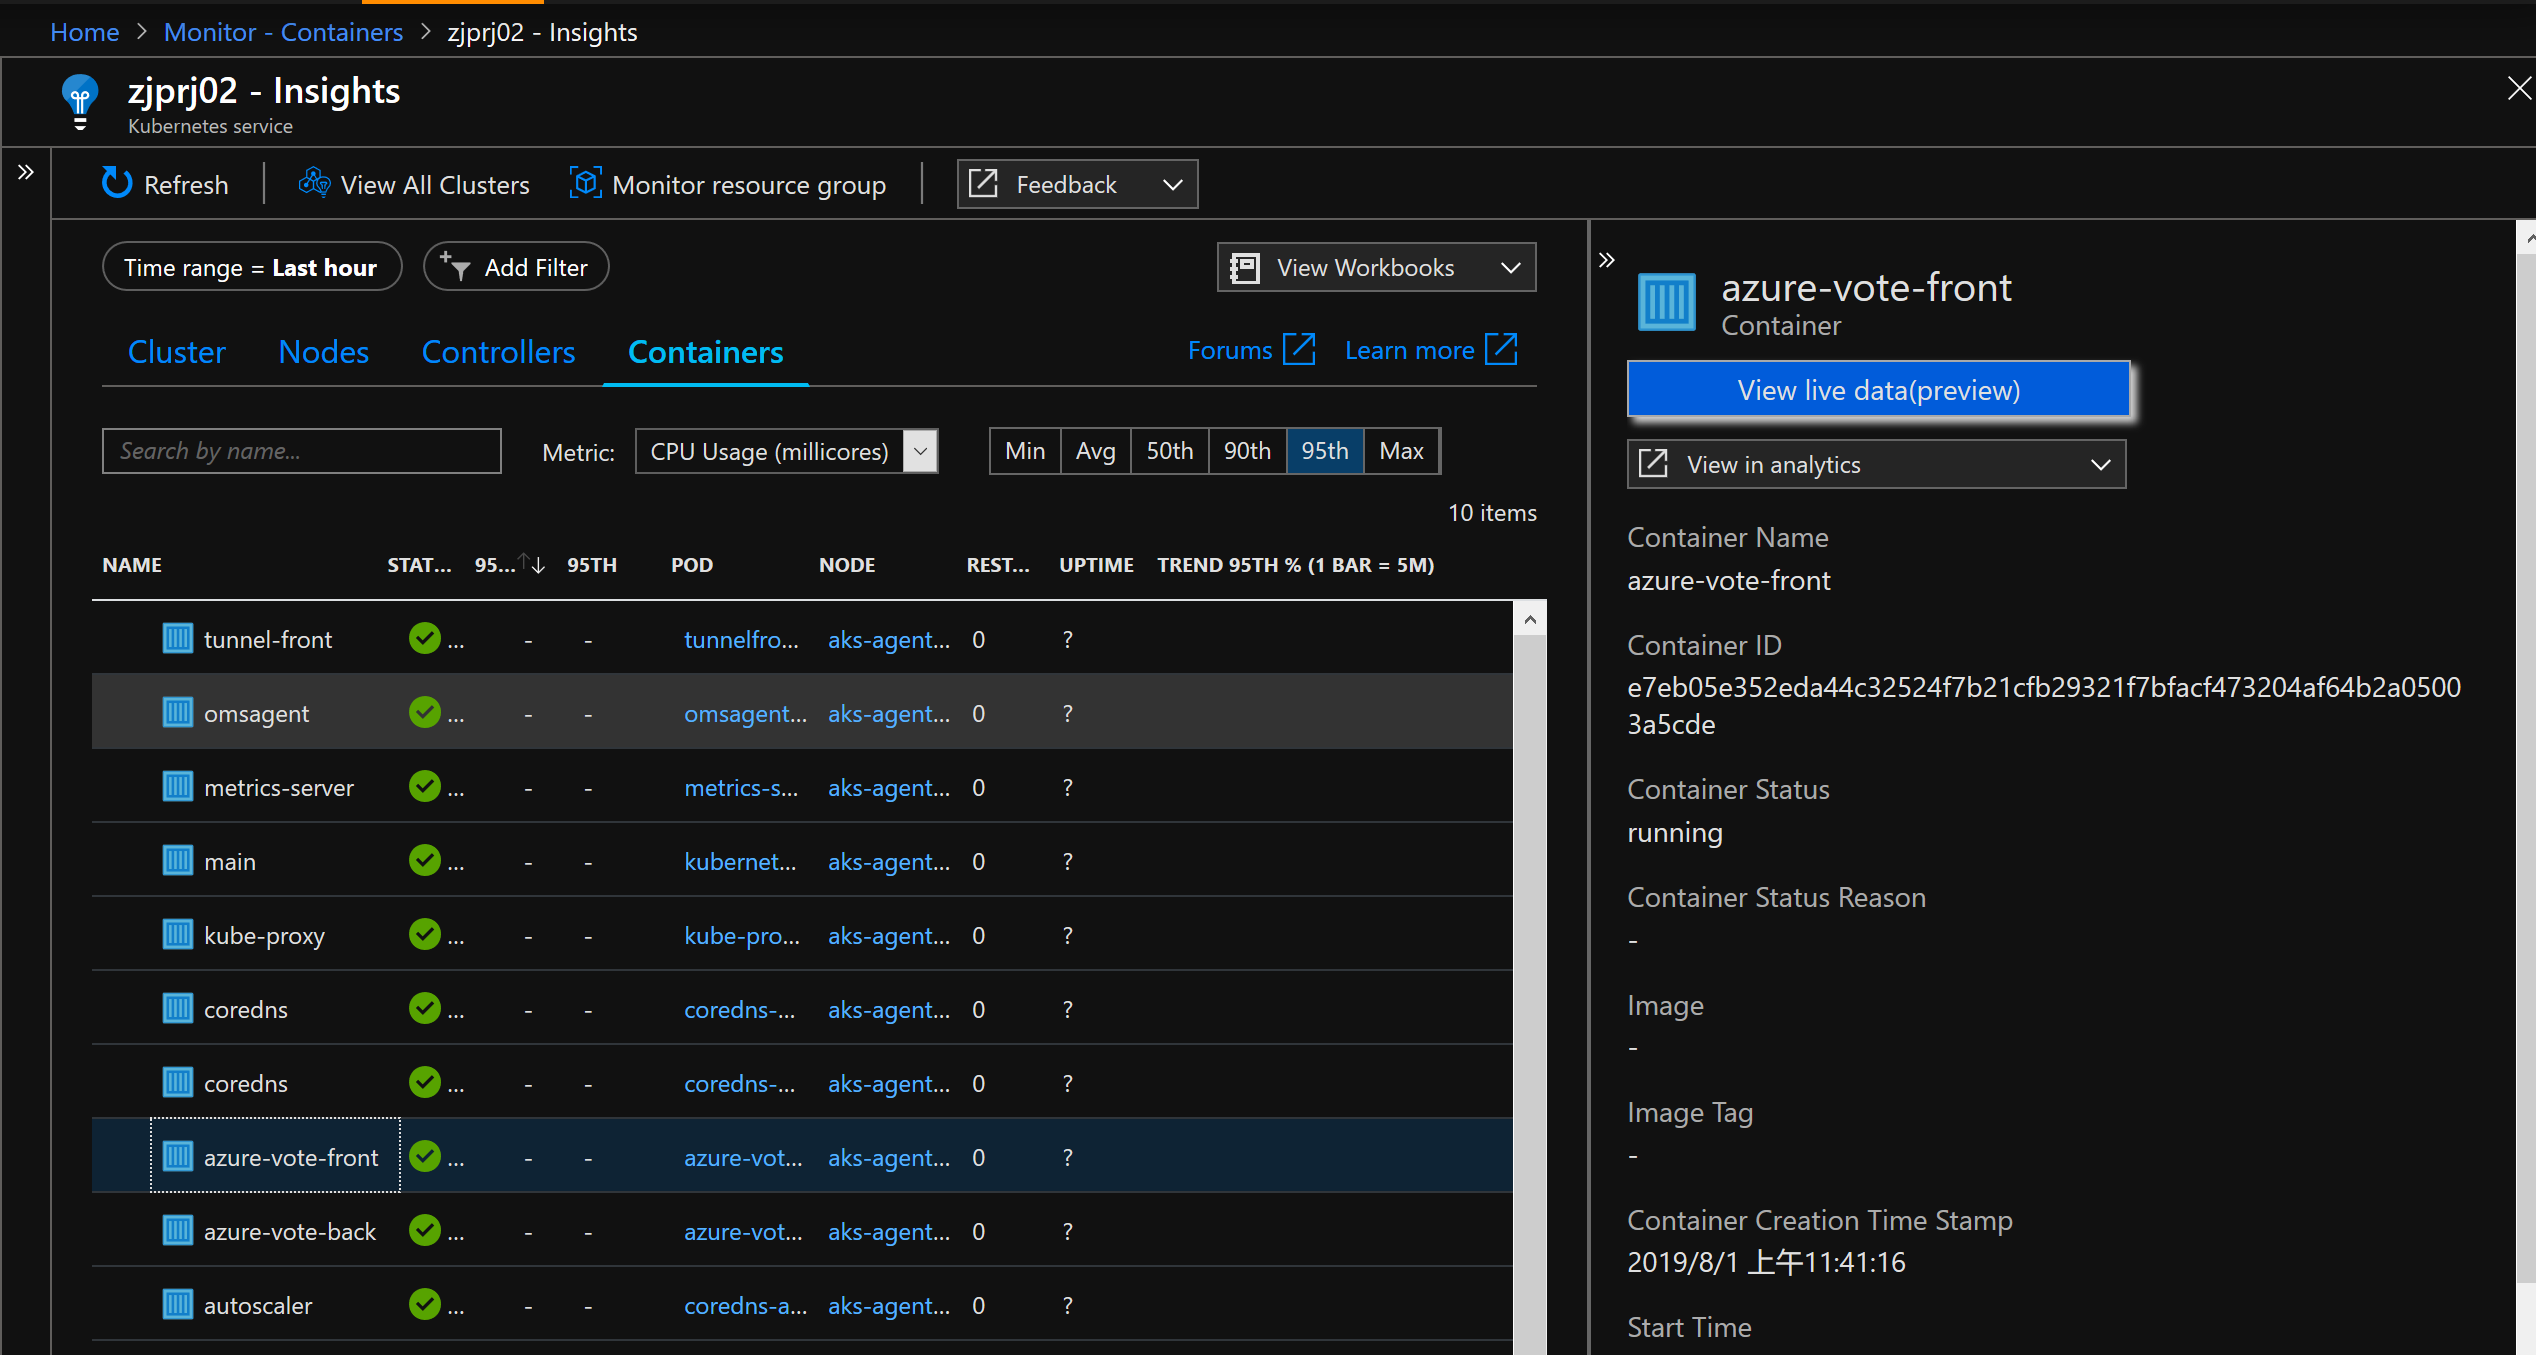 Home > Monitor - Containers > zjprj02 - Insights
zjprj02 - Insights
Kubernetes service
Refresh
View All Clusters
Monitor resource group
Feedback
Time range = Last hour
Add Filter
View Workbooks
Cluster Nodes Controllers Containers
Forums Learn more
Search by name...
Metric: CPU Usage (millicores)
Min Avg 50th 90th 95th Max
10 items
NAME STAT... 95... 95TH POD NODE REST... UPTIME TREND 95TH % (1 BAR = 5M)
tunnel-front ... - - tunnelfro... aks-agent... 0 ?
omsagent ... - - omsagent... aks-agent... 0 ?
metrics-server ... - - metrics-s... aks-agent... 0 ?
main ... - - kubernet... aks-agent... 0 ?
kube-proxy ... - - kube-pro... aks-agent... 0 ?
coredns ... - - coredns-... aks-agent... 0 ?
coredns ... - - coredns-... aks-agent... 0 ?
azure-vote-front ... - - azure-vot... aks-agent... 0 ?
azure-vote-back ... - - azure-vot... aks-agent... 0 ?
autoscaler ... - - coredns-a... aks-agent... 0 ?
azure-vote-front
Container
View live data(preview)
View in analytics
Container Name
azure-vote-front
Container ID
e7eb05e352eda44c32524f7b21cfb29321f7bfacf473204af64b2a0500
3a5cde
Container Status
running
Container Status Reason
-
Image
-
Image Tag
-
Container Creation Time Stamp
2019/8/1 上午11:41:16
Start Time